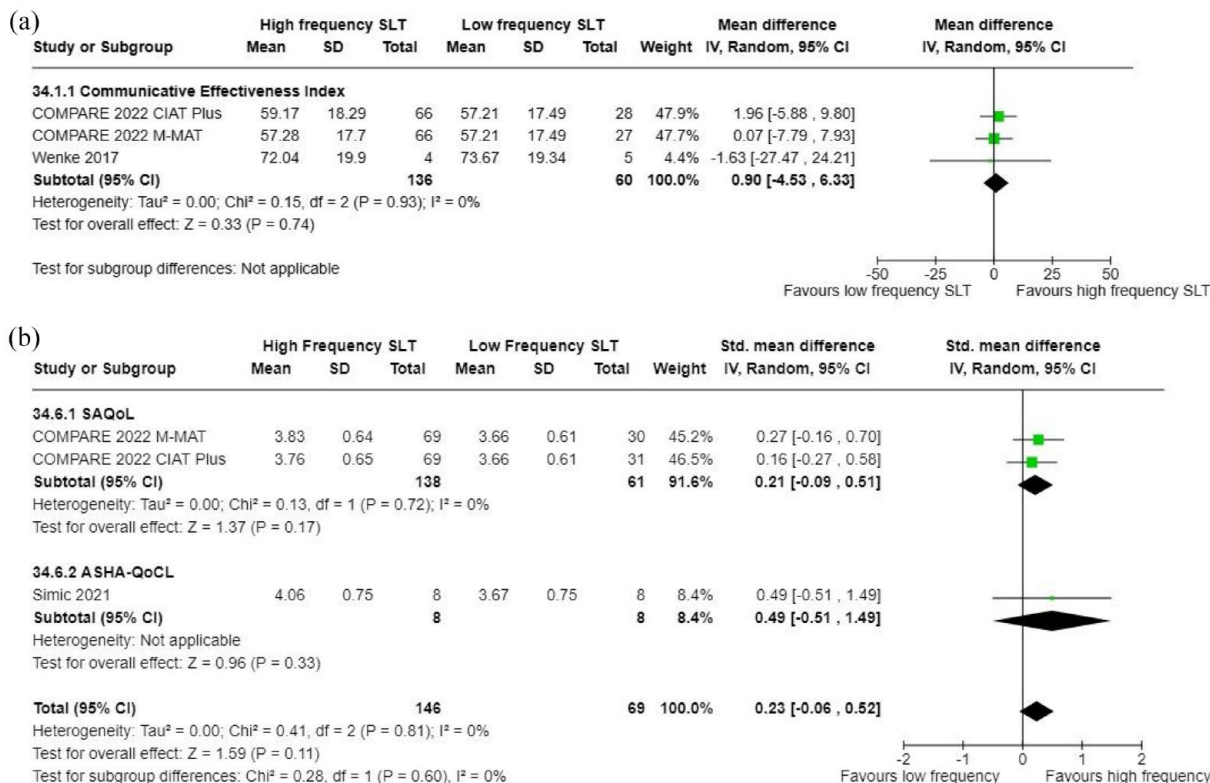 (a)
High frequency SLT Low frequency SLT Mean difference Mean difference
Study or Subgroup Mean SD Total Mean SD Total Weight IV, Random, 95% CI IV, Random, 95% CI
34.1.1 Communicative Effectiveness Index
COMPARE 2022 CIAT Plus 59.17 18.29 66 57.21 17.49 28 47.9% 1.96 [-5.88 , 9.80]
COMPARE 2022 M-MAT 57.28 17.7 66 57.21 17.49 27 47.7% 0.07 [-7.79 , 7.93]
Wenke 2017 72.04 19.9 4 73.67 19.34 5 4.4% -1.63 [-27.47 , 24.21]
Subtotal (95% CI) 136 60 100.0% 0.90 [-4.53 , 6.33]
Heterogeneity: Tau² = 0.00; Chi² = 0.15, df = 2 (P = 0.93); I² = 0%
Test for overall effect: Z = 0.33 (P = 0.74)
Test for subgroup differences: Not applicable
-50 -25 0 25 50
Favours low frequency SLT Favours high frequency SLT
(b)
High Frequency SLT Low Frequency SLT Std. mean difference Std. mean difference
Study or Subgroup Mean SD Total Mean SD Total Weight IV, Random, 95% CI IV, Random, 95% CI
34.6.1 SAQoL
COMPARE 2022 M-MAT 3.83 0.64 69 3.66 0.61 30 45.2% 0.27 [-0.16 , 0.70]
COMPARE 2022 CIAT Plus 3.76 0.65 69 3.66 0.61 31 46.5% 0.16 [-0.27 , 0.58]
Subtotal (95% CI) 138 61 91.6% 0.21 [-0.09 , 0.51]
Heterogeneity: Tau² = 0.00; Chi² = 0.13, df = 1 (P = 0.72); I² = 0%
Test for overall effect: Z = 1.37 (P = 0.17)
34.6.2 ASHA-QoCL
Simic 2021 4.06 0.75 8 3.67 0.75 8 8.4% 0.49 [-0.51 , 1.49]
Subtotal (95% CI) 8 8 8.4% 0.49 [-0.51 , 1.49]
Heterogeneity: Not applicable
Test for overall effect: Z = 0.96 (P = 0.33)
Total (95% CI) 146 69 100.0% 0.23 [-0.06 , 0.52]
Heterogeneity: Tau² = 0.00; Chi² = 0.41, df = 2 (P = 0.81); I² = 0%
Test for overall effect: Z = 1.59 (P = 0.11)
-2 -1 0 1 2
Test for subgroup differences: Chi² = 0.28, df = 1 (P = 0.60), I² = 0% Favours low frequency Favours high frequency